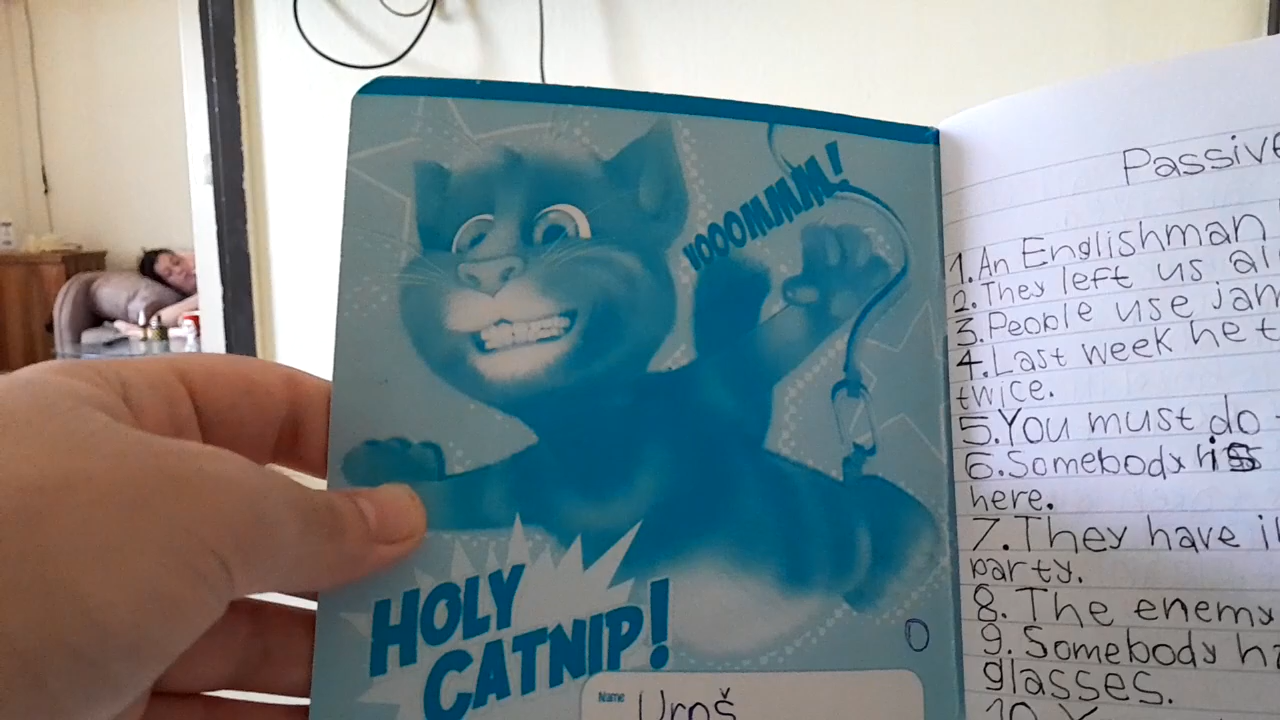 VOOOMMM!
HOLY
CATNIP!
Name
Uroš
Passive
1.An Englishman
2.They left us
3.People use
4.Last week he
twice.
5.You must do
6.Somebody
here.
7.They have
party.
8. The enemy
9. Somebody
glasses.
10.